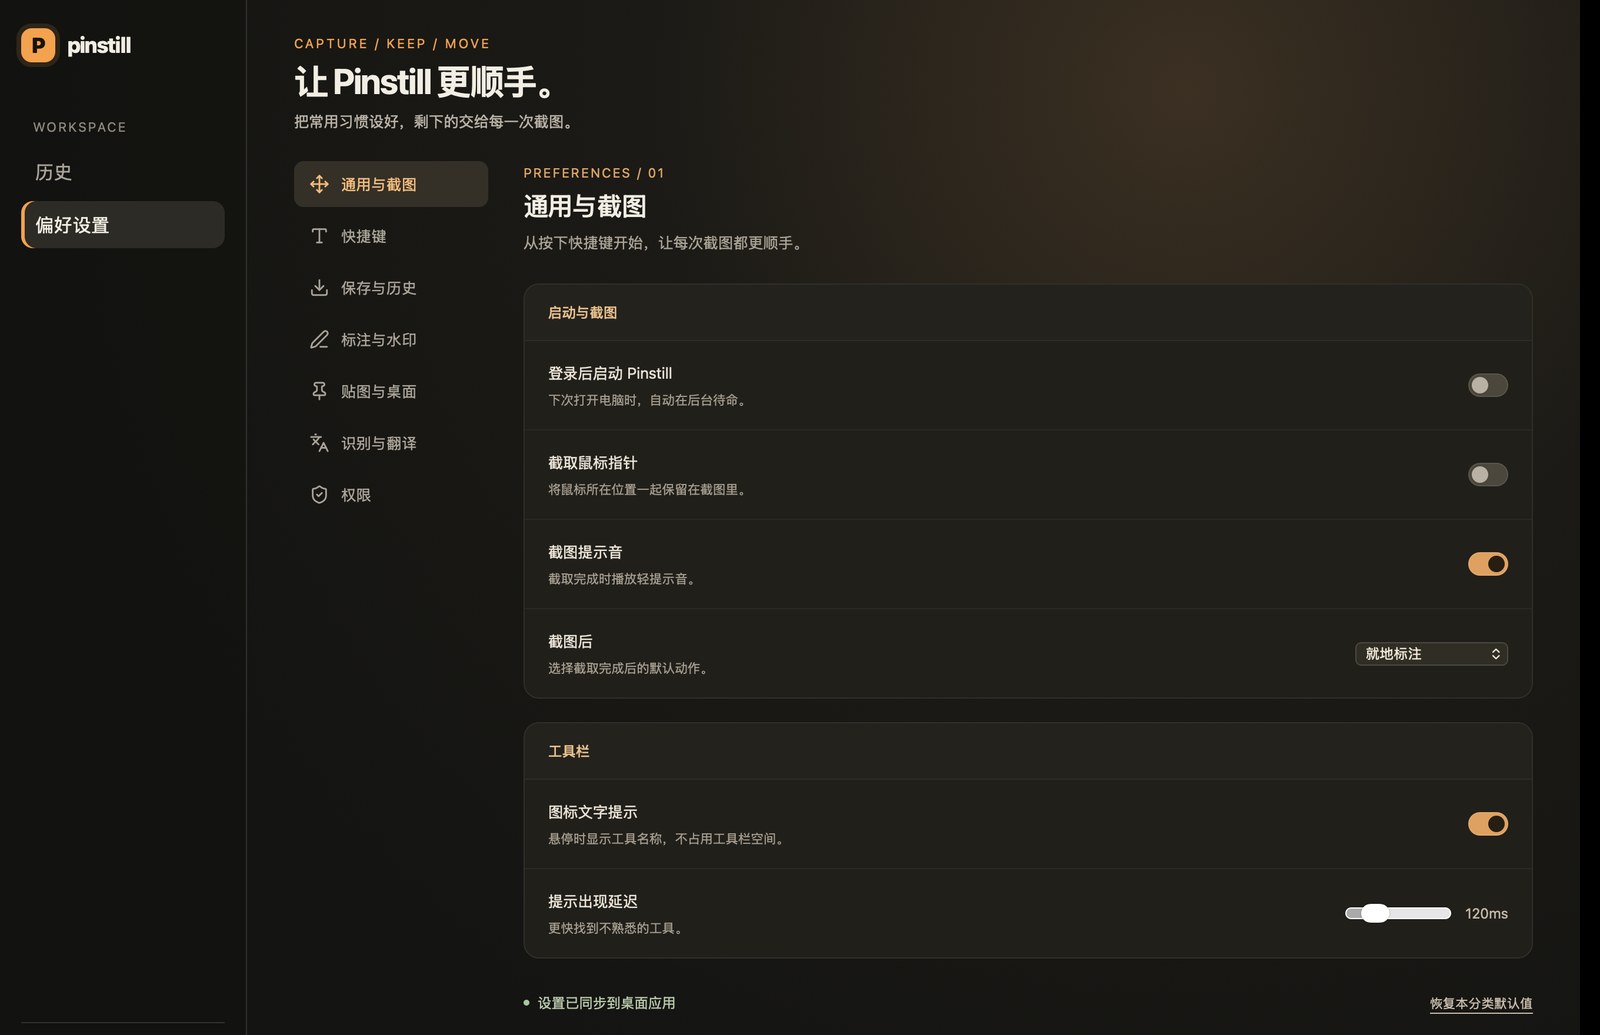 P pinstill
WORKSPACE
历史
偏好设置
CAPTURE / KEEP / MOVE
让 Pinstill 更顺手。
把常用习惯设好，剩下的交给每一次截图。
通用与截图
快捷键
保存与历史
标注与水印
贴图与桌面
识别与翻译
权限
PREFERENCES / 01
通用与截图
从按下快捷键开始，让每次截图都更顺手。
启动与截图
登录后启动 Pinstill
下次打开电脑时，自动在后台待命。
截取鼠标指针
将鼠标所在位置一起保留在截图里。
截图提示音
截取完成时播放轻提示音。
截图后
选择截取完成后的默认动作。
就地标注
工具栏
图标文字提示
悬停时显示工具名称，不占用工具栏空间。
提示出现延迟
更快找到不熟悉的工具。
120ms
设置已同步到桌面应用
恢复本分类默认值